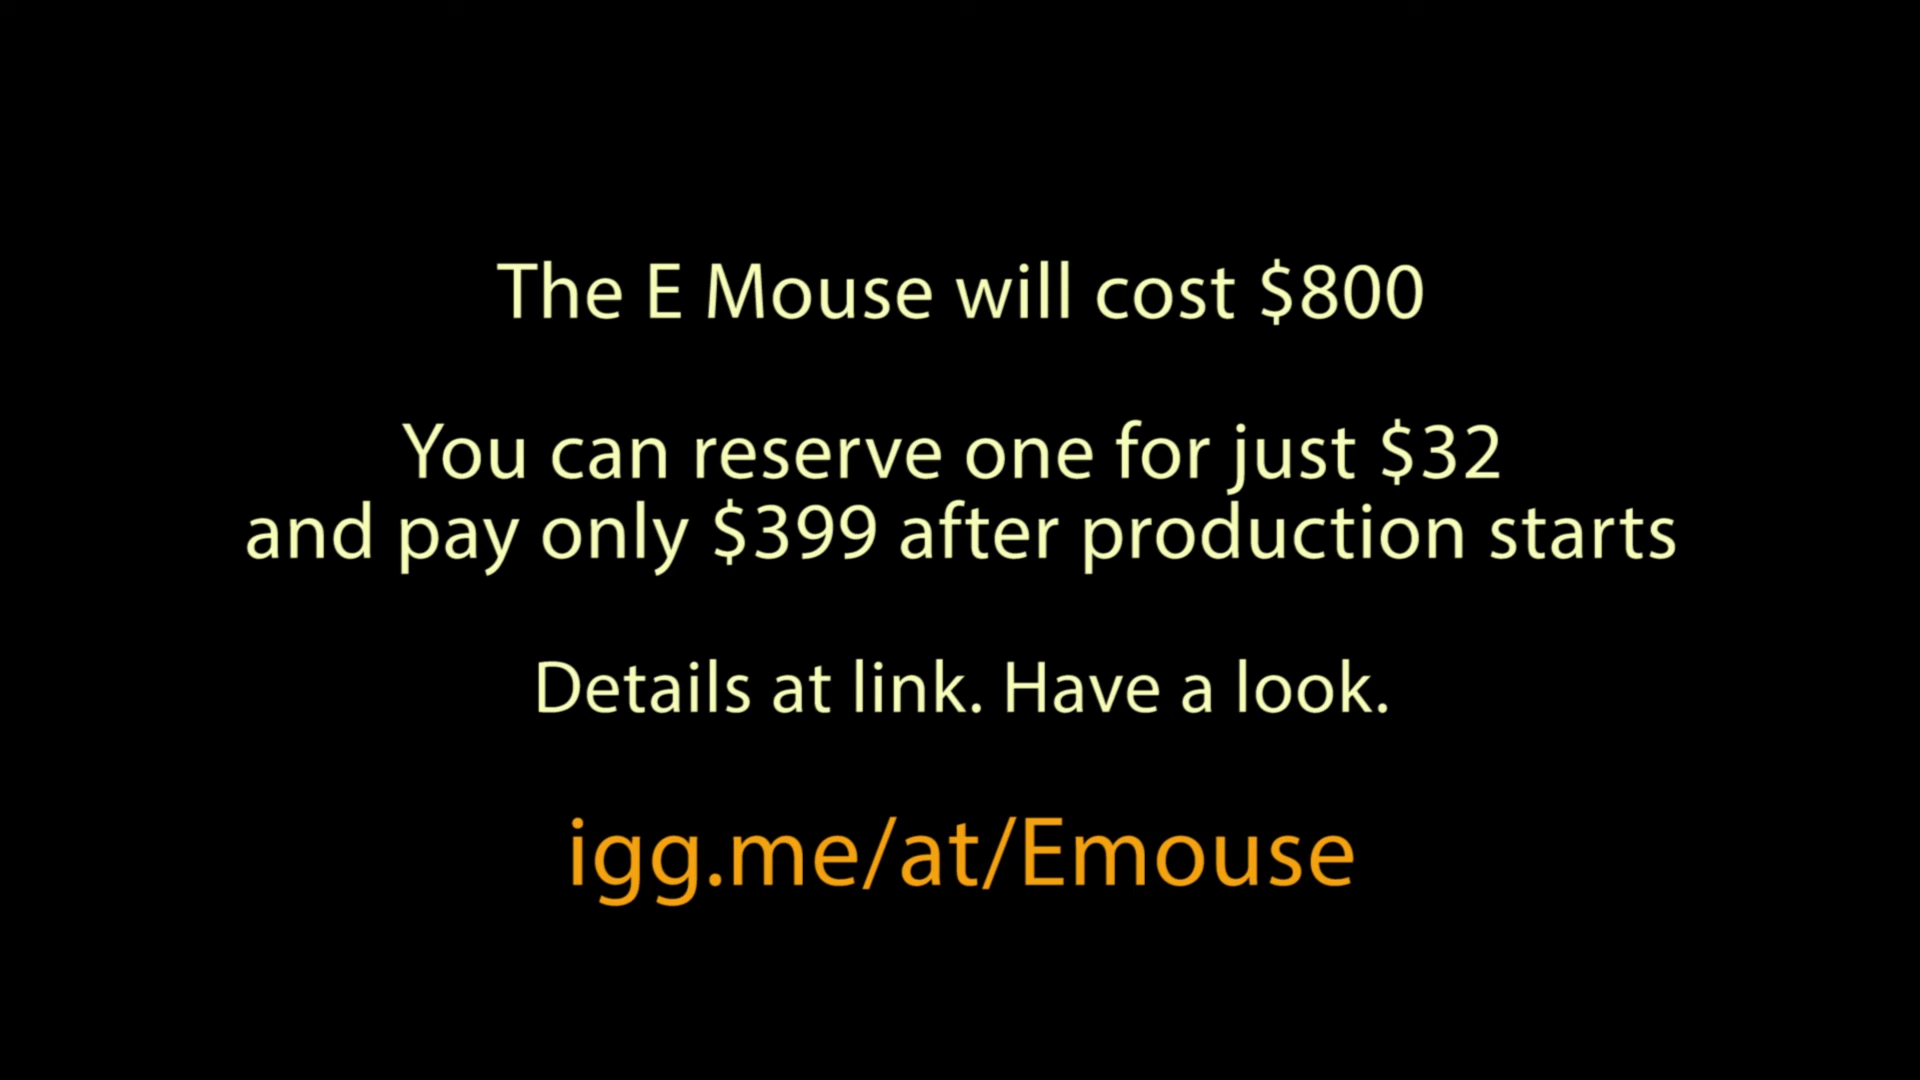 The E Mouse will cost $800
You can reserve one for just $32
and pay only $399 after production starts
Details at link. Have a look.
igg.me/at/Emouse